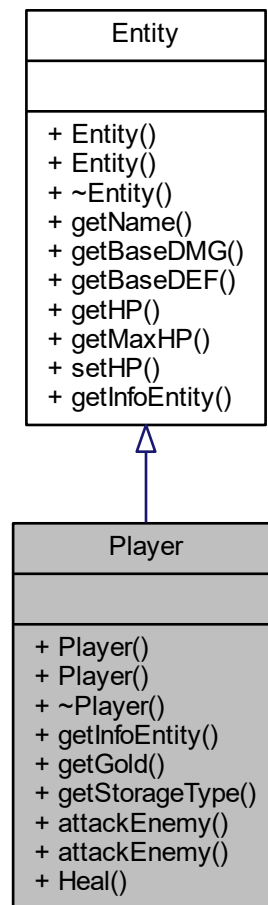 Entity
+ Entity()
+ Entity()
+ ~Entity()
+ getName()
+ getBaseDMG()
+ getBaseDEF()
+ getHP()
+ getMaxHP()
+ setHP()
+ getInfoEntity()
Player
+ Player()
+ Player()
+ ~Player()
+ getInfoEntity()
+ getGold()
+ getStorageType()
+ attackEnemy()
+ attackEnemy()
+ Heal()